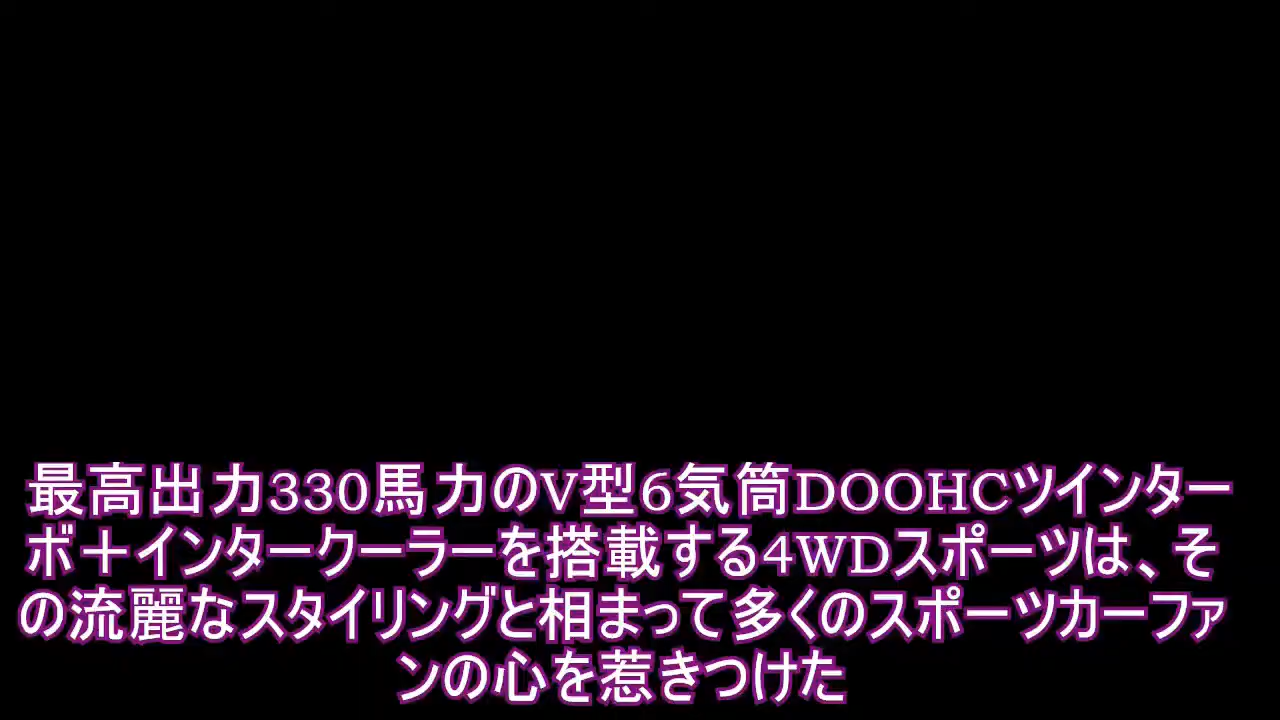 最高出力330馬力のV型6気筒DOOHCツインター
ボ＋インタークーラーを搭載する4WDスポーツは、そ
の流麗なスタイリングと相まって多くのスポーツカーファ
ンの心を惹きつけた